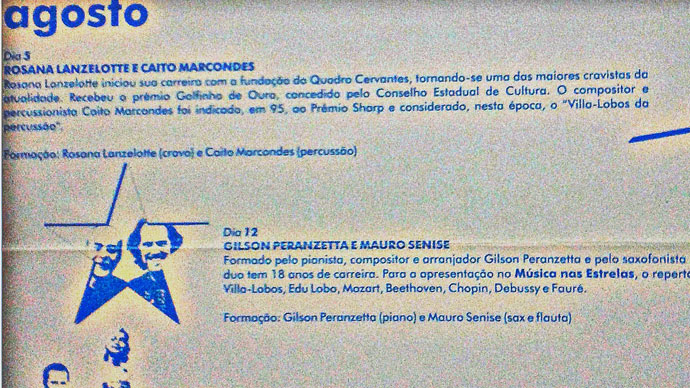 agosto
Dia 5
ROSANA LANZELOTTE E CAITO MARCONDES
Rosana Lanzelotte iniciou sua carreira com a fundação do Quadro Cervantes, tornando-se uma das maiores cravistas da
atualidade. Recebeu o prêmio Golfinho de Ouro, concedido pelo Conselho Estadual de Cultura. O compositor e
percussionista Caito Marcondes foi indicado, em 95, ao Prêmio Sharp e considerado, nesta época, o "Villa-Lobos da
percussão".
Formação: Rosana Lanzelotte (cravo) e Caito Marcondes (percussão)
Dia 12
GILSON PERANZETTA E MAURO SENISE
Formado pelo pianista, compositor e arranjador Gilson Peranzetta e pelo saxofonista
duo tem 18 anos de carreira. Para a apresentação no Música nas Estrelas, o repert
Villa-Lobos, Edu Lobo, Mozart, Beethoven, Chopin, Debussy e Fauré.
Formação: Gilson Peranzetta (piano) e Mauro Senise (sax e flauta)